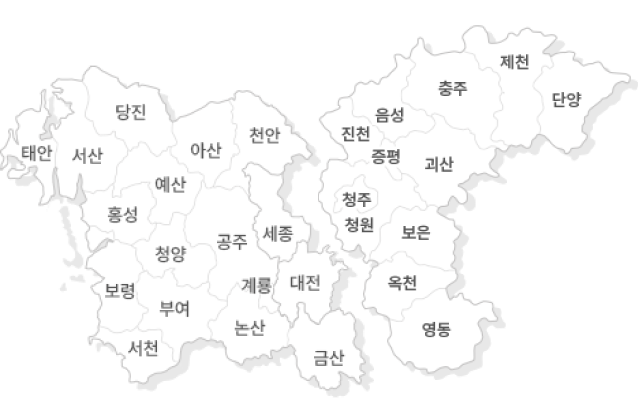 제천
충주
단양
당진
음성
천안
진천
아산
태안
서산
증평
괴산
예산
청주
홍성
청원
보은
세종
공주
청양
옥천
대전
계룡
보령
부여
논산
영동
서천
금산